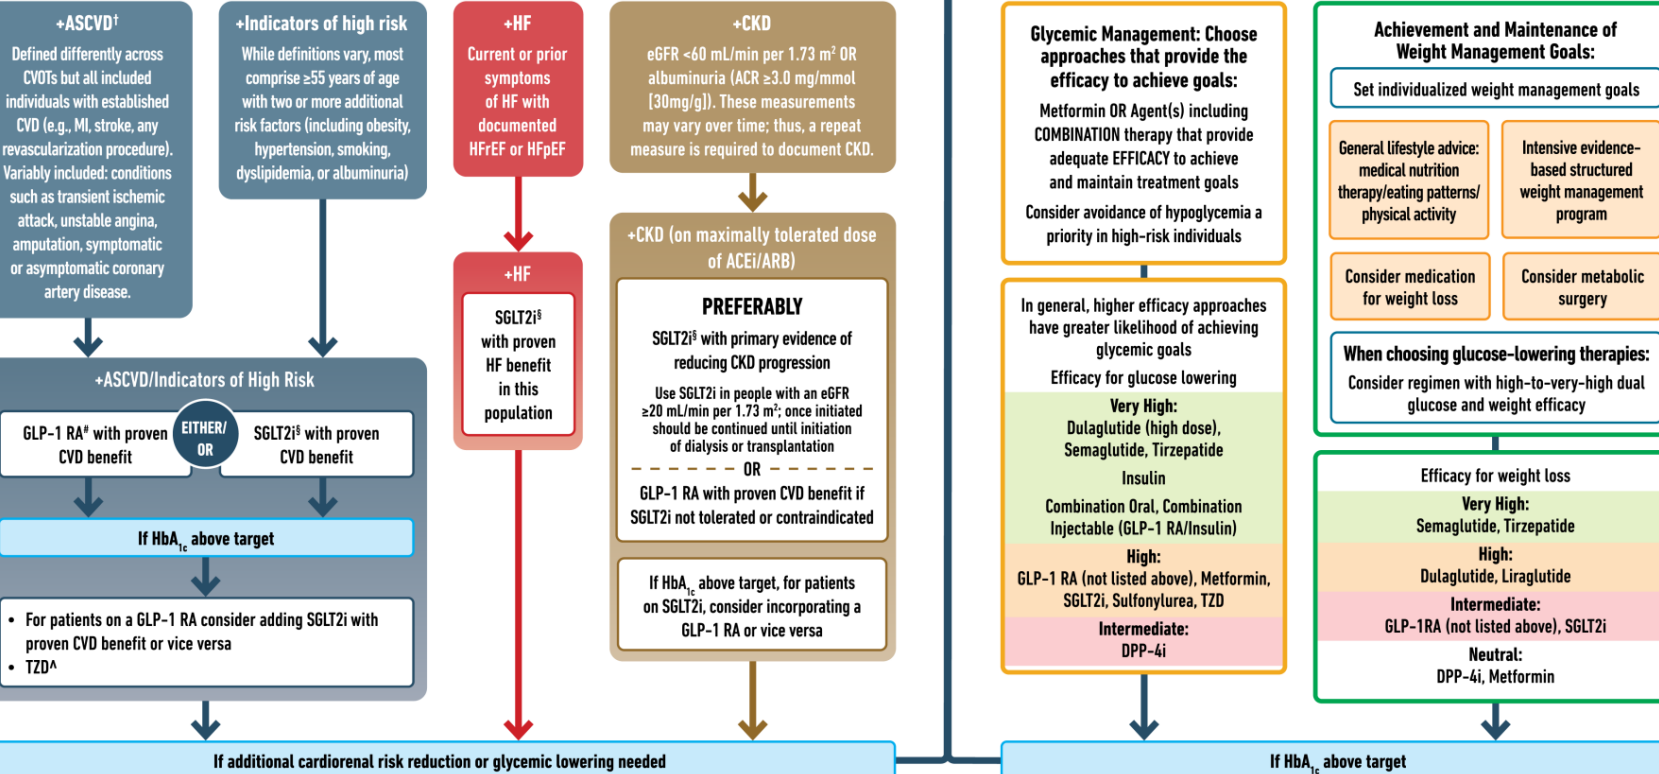 +ASCVD†
Defined differently across
CVOTs but all included
individuals with established
CVD (e.g., MI, stroke, any
revascularization procedure).
Variably included: conditions
such as transient ischemic
attack, unstable angina,
amputation, symptomatic
or asymptomatic coronary
artery disease.
+Indicators of high risk
While definitions vary, most
comprise ≥55 years of age
with two or more additional
risk factors (including obesity,
hypertension, smoking,
dyslipidemia, or albuminuria)
+ASCVD/Indicators of High Risk
GLP-1 RA# with proven
CVD benefit
EITHER/
OR
SGLT2i§ with proven
CVD benefit
If HbA1c above target
• For patients on a GLP-1 RA consider adding SGLT2i with
proven CVD benefit or vice versa
• TZD^
+HF
Current or prior
symptoms
of HF with
documented
HFrEF or HFpEF
+HF
SGLT2i§
with proven
HF benefit
in this
population
+CKD
eGFR <60 mL/min per 1.73 m² OR
albuminuria (ACR ≥3.0 mg/mmol
[30mg/g]). These measurements
may vary over time; thus, a repeat
measure is required to document CKD.
+CKD (on maximally tolerated dose
of ACEi/ARB)
PREFERABLY
SGLT2i§ with primary evidence of
reducing CKD progression
Use SGLT2i in people with an eGFR
≥20 mL/min per 1.73 m²; once initiated
should be continued until initiation
of dialysis or transplantation
OR
GLP-1 RA with proven CVD benefit if
SGLT2i not tolerated or contraindicated
If HbA1c above target, for patients
on SGLT2i, consider incorporating a
GLP-1 RA or vice versa
If additional cardiorenal risk reduction or glycemic lowering needed
Glycemic Management: Choose
approaches that provide the
efficacy to achieve goals:
Metformin OR Agent(s) including
COMBINATION therapy that provide
adequate EFFICACY to achieve
and maintain treatment goals
Consider avoidance of hypoglycemia a
priority in high-risk individuals
In general, higher efficacy approaches
have greater likelihood of achieving
glycemic goals
Efficacy for glucose lowering
Very High:
Dulaglutide (high dose),
Semaglutide, Tirzepatide
Insulin
Combination Oral, Combination
Injectable (GLP-1 RA/Insulin)
High:
GLP-1 RA (not listed above), Metformin,
SGLT2i, Sulfonylurea, TZD
Intermediate:
DPP-4i
Achievement and Maintenance of
Weight Management Goals:
Set individualized weight management goals
General lifestyle advice:
medical nutrition
therapy/eating patterns/
physical activity
Intensive evidence-
based structured
weight management
program
Consider medication
for weight loss
Consider metabolic
surgery
When choosing glucose-lowering therapies:
Consider regimen with high-to-very-high dual
glucose and weight efficacy
Efficacy for weight loss
Very High:
Semaglutide, Tirzepatide
High:
Dulaglutide, Liraglutide
Intermediate:
GLP-1RA (not listed above), SGLT2i
Neutral:
DPP-4i, Metformin
If HbA1c above target